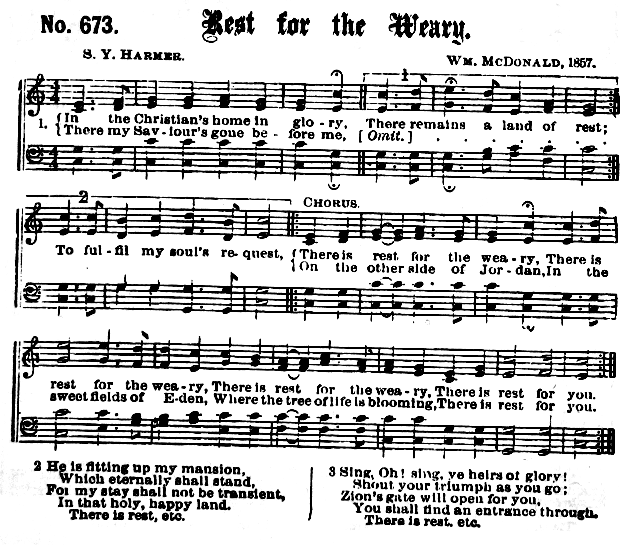 No. 673. Rest for the Weary.
S. Y. HARMER. WM. MCDONALD, 1857.
1
1. {In the Christian's home in glo - ry, There remains a land of rest;
{There my Sav - iour's gone be - fore me, [Omit.] . . . . . .
2 CHORUS.
To ful - fil my soul's re - quest, {There is rest for the wea - ry, There is
{On the other side of Jor - dan, In the
rest for the wea - ry, There is rest for the wea - ry, There is rest for you.
sweet fields of E - den, Where the tree of life is blooming, There is rest for you.
2 He is fitting up my mansion,
Which eternally shall stand,
For my stay shall not be transient,
In that holy, happy land.
There is rest, etc.
3 Sing, Oh! sing, ye heirs of glory!
Shout your triumph as you go;
Zion's gate will open for you,
You shall find an entrance through.
There is rest, etc.